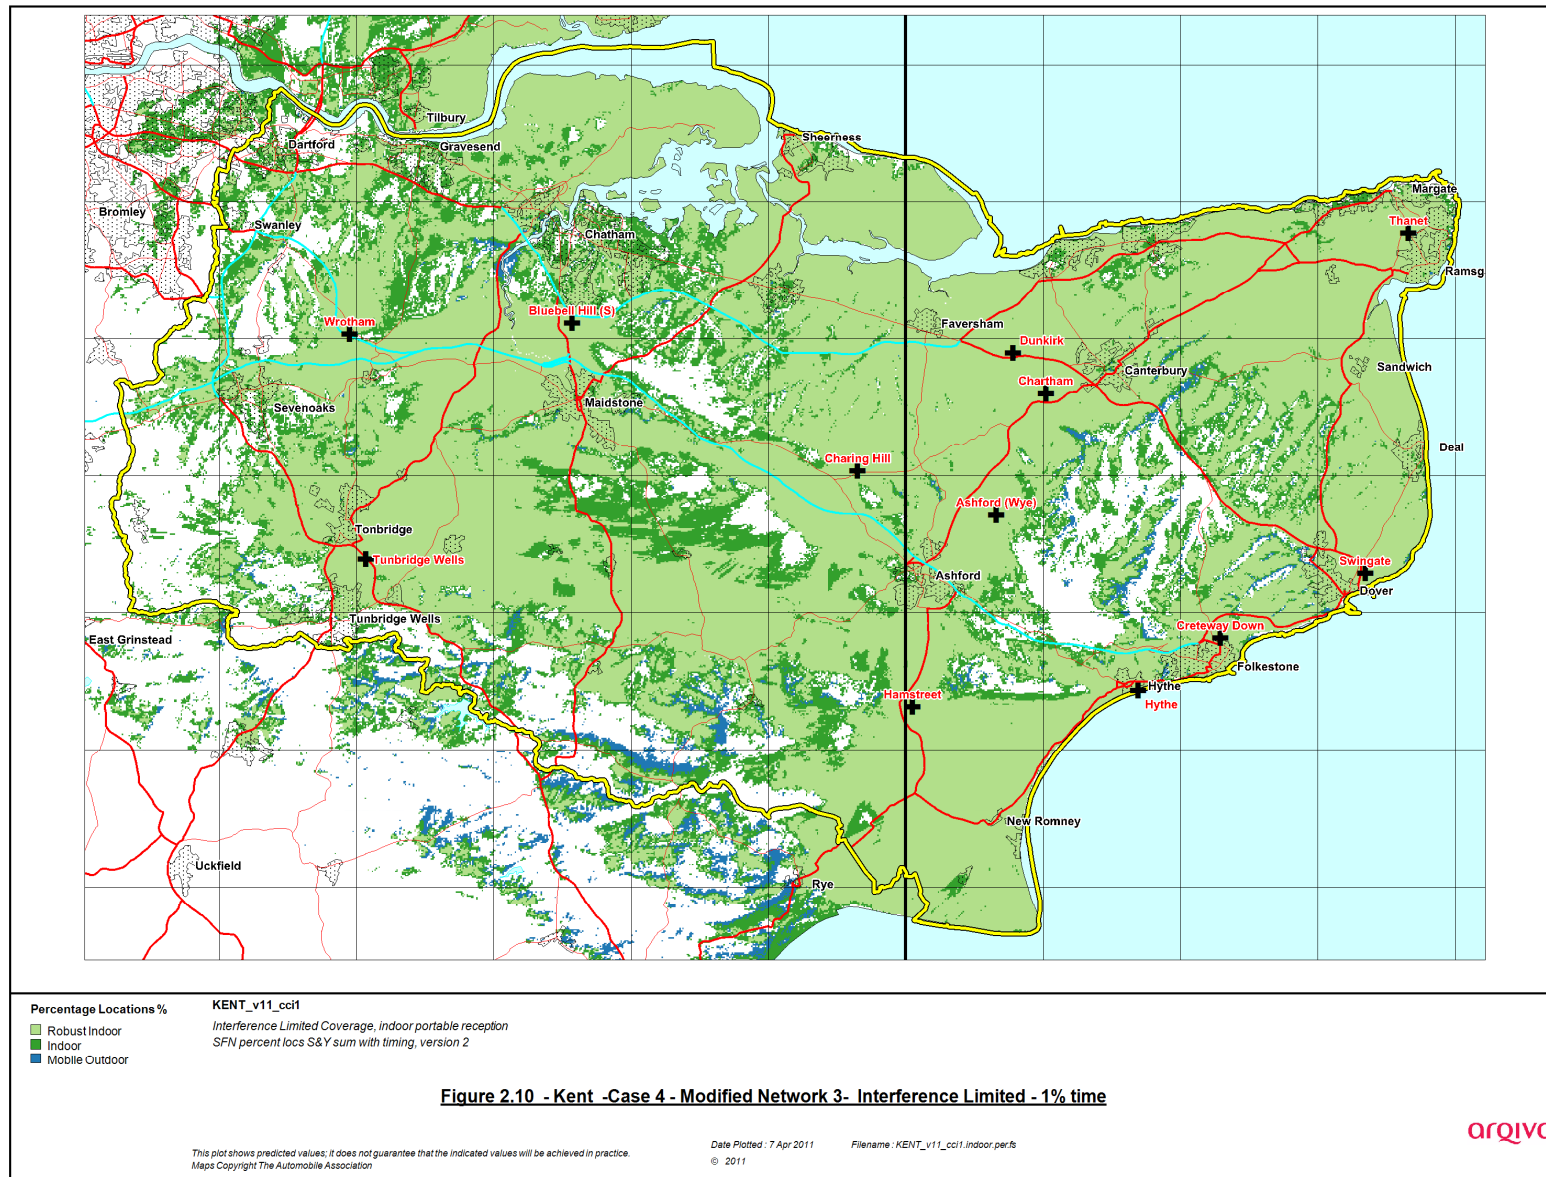 Tilbury
Dartford
Gravesend
Sheerness
Bromley
Swanley
Chatham
Margate
Thanet
Ramsg
Wrotham
Bluebell Hill (S)
Faversham
Dunkirk
Chartham
Canterbury
Sandwich
Sevenoaks
Maidstone
Deal
Charing Hill
Ashford (Wye)
Tonbridge
Tunbridge Wells
Ashford
Swingate
Dover
Tunbridge Wells
East Grinstead
Creteway Down
Folkestone
Hythe
Hythe
Hamstreet
New Romney
Uckfield
Rye
Percentage Locations %
Robust Indoor
Indoor
Mobile Outdoor
KENT_v11_cci1
Interference Limited Coverage, indoor portable reception
SFN percent locs S&Y sum with timing, version 2
Figure 2.10 - Kent -Case 4 - Modified Network 3- Interference Limited - 1% time
This plot shows predicted values; it does not guarantee that the indicated values will be achieved in practice.
Maps Copyright The Automobile Association
Date Plotted : 7 Apr 2011 Filename : KENT_v11_cci1.indoor.per.fs
© 2011
arqiva